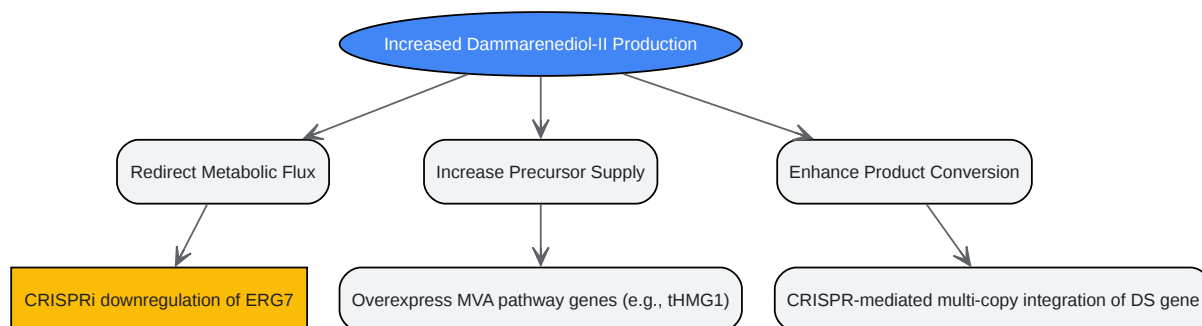 Increased Dammarenediol-II Production
Redirect Metabolic Flux
Increase Precursor Supply
Enhance Product Conversion
CRISPRi downregulation of ERG7
Overexpress MVA pathway genes (e.g., tHMG1)
CRISPR-mediated multi-copy integration of DS gene